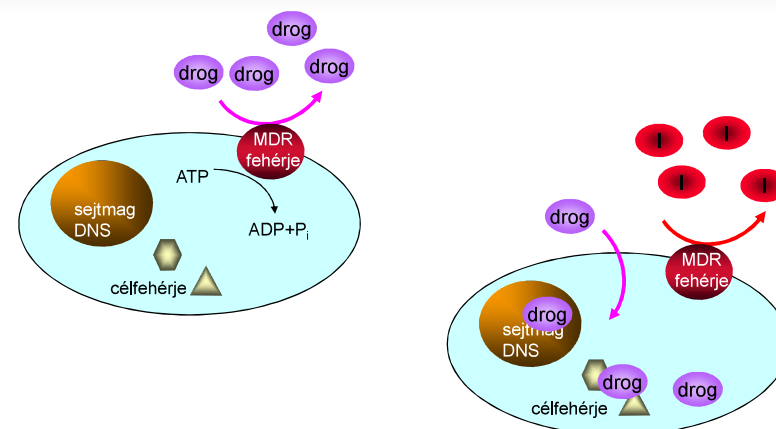 drog
drog
drog
drog
MDR
fehérje
ATP
sejtmag
DNS
ADP+Pi
célfehérje
I
I
I
I
drog
MDR
fehérje
drog
sejtmag
DNS
drog
drog
célfehérje